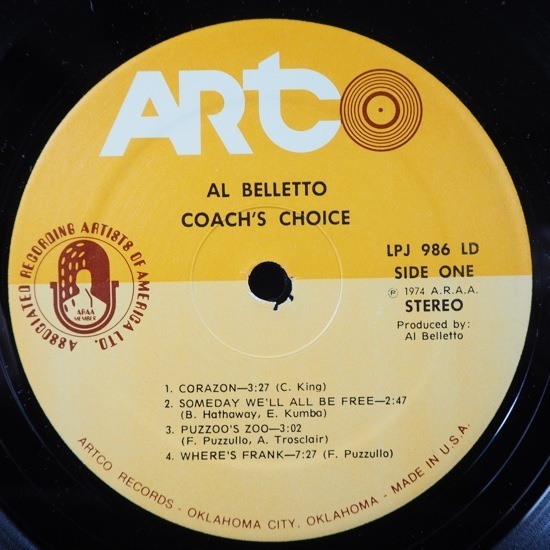 ARTCO
AL BELLETTO
COACH'S CHOICE
LPJ 986 LD
SIDE ONE
℗ 1974 A.R.A.A.
STEREO
Produced by:
Al Belletto
ASSOCIATED RECORDING ARTISTS OF AMERICA LTD.
ARAA
MEMBER
1. CORAZON—3:27 (C. King)
2. SOMEDAY WE'LL ALL BE FREE—2:47
(B. Hathaway, E. Kumba)
3. PUZZOO'S ZOO—3:02
(F. Puzzullo, A. Trosclair)
4. WHERE'S FRANK—7:27 (F. Puzzullo)
ARTCO RECORDS - OKLAHOMA CITY, OKLAHOMA - MADE IN U.S.A.